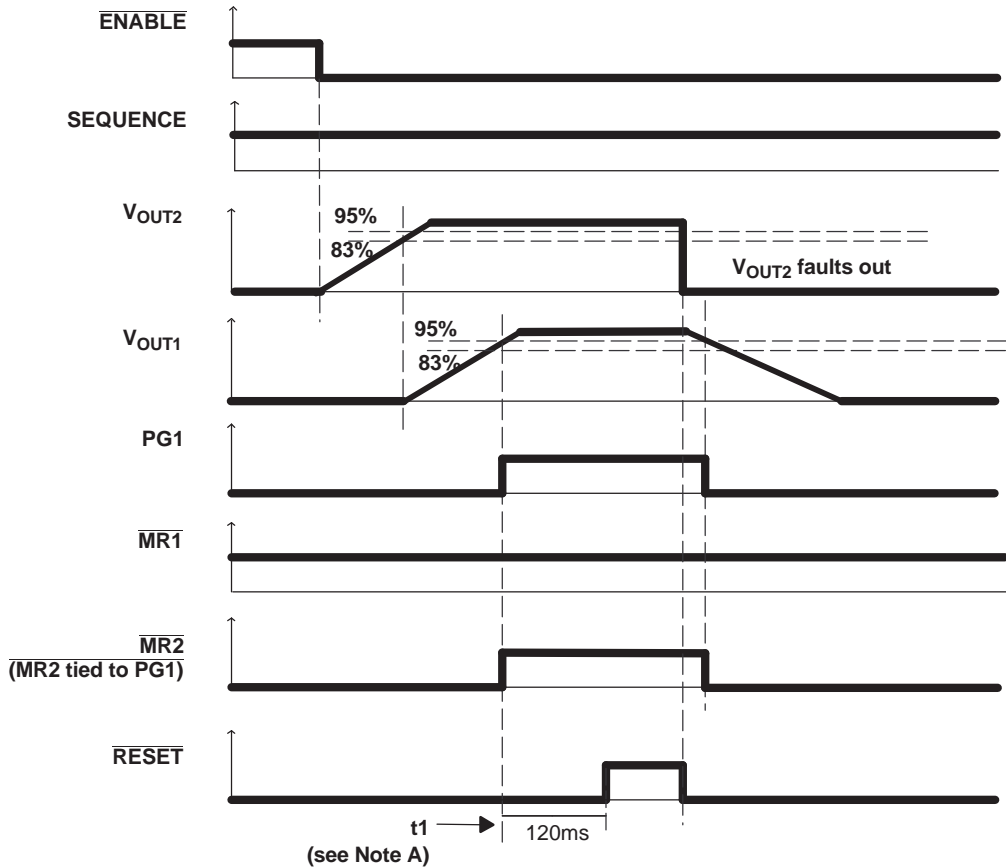 ENABLE
SEQUENCE
VOUT2
95%
83%
VOUT2 faults out
VOUT1
95%
83%
PG1
MR1
MR2
(MR2 tied to PG1)
RESET
t1
120ms
(see Note A)